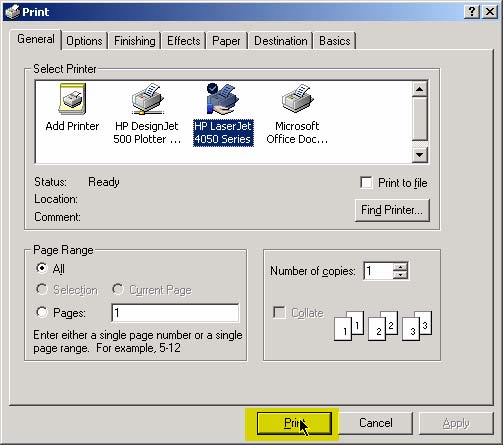 Print
General Options Finishing Effects Paper Destination Basics
Select Printer
Add Printer HP DesignJet HP LaserJet Microsoft
500 Plotter ... 4050 Series Office Doc...
Status: Ready
Print to file
Location:
Comment:
Find Printer...
Page Range
All
Selection Current Page
Pages: 1
Enter either a single page number or a single
page range. For example, 5-12
Number of copies: 1
Collate
1 1 2 2 3 3
Print Cancel Apply